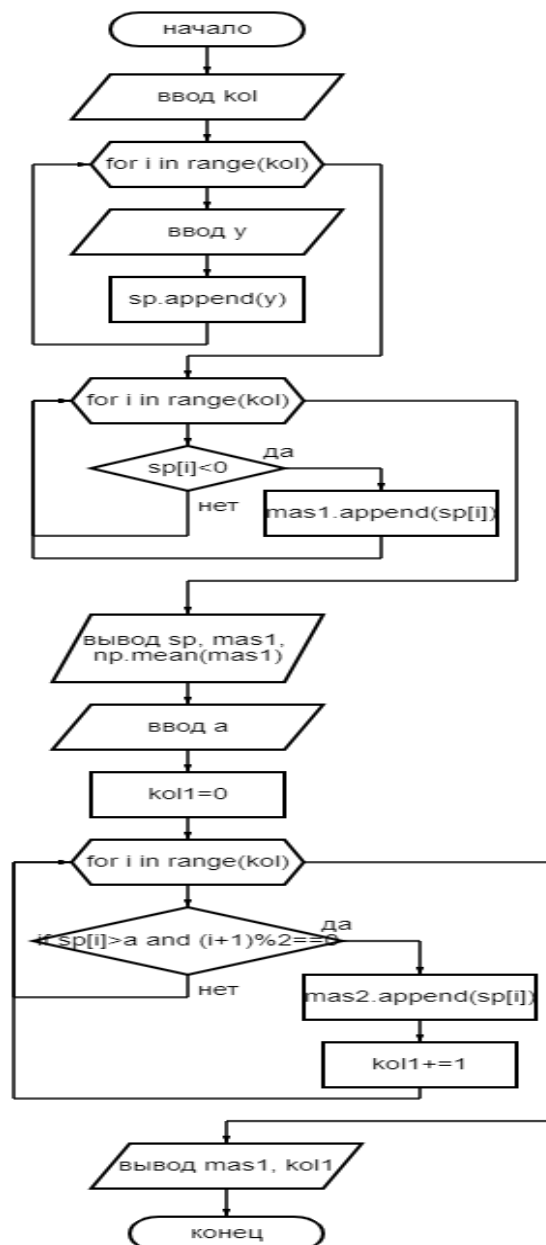 начало
ввод kol
for i in range(kol)
ввод y
sp.append(y)
for i in range(kol)
да
sp[i]<0
нет
mas1.append(sp[i])
вывод sp, mas1,
np.mean(mas1)
ввод a
kol1=0
for i in range(kol)
да
if sp[i]>a and (i+1)%2==0
нет
mas2.append(sp[i])
kol1+=1
вывод mas1, kol1
конец